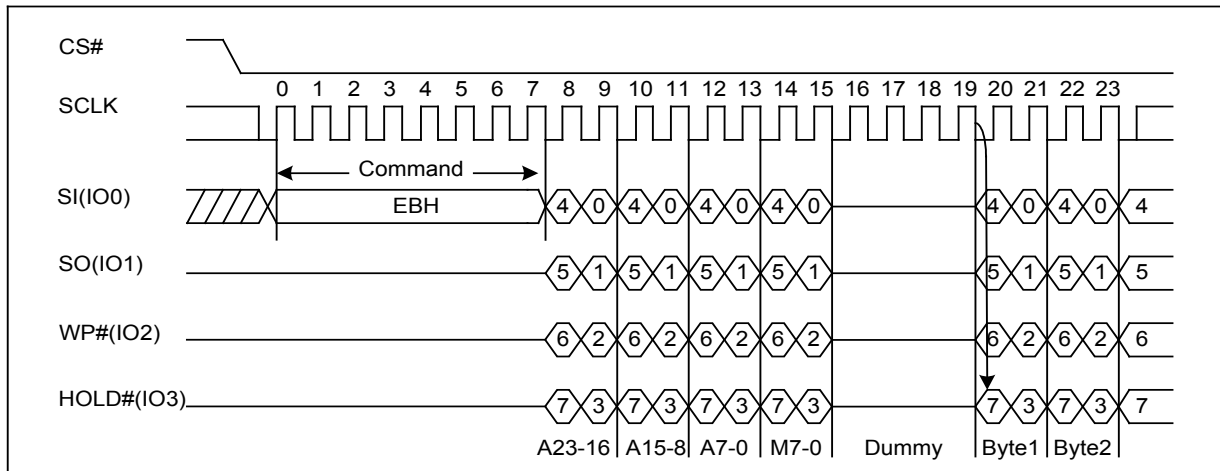 CS#
0 1 2 3 4 5 6 7 8 9 10 11 12 13 14 15 16 17 18 19 20 21 22 23
SCLK
Command
SI(IO0) EBH 4 0 4 0 4 0 4 0 4 0 4 0 4
SO(IO1) 5 1 5 1 5 1 5 1 5 1 5 1 5
WP#(IO2) 6 2 6 2 6 2 6 2 6 2 6 2 6
HOLD#(IO3) 7 3 7 3 7 3 7 3 7 3 7 3 7
A23-16 A15-8 A7-0 M7-0 Dummy Byte1 Byte2